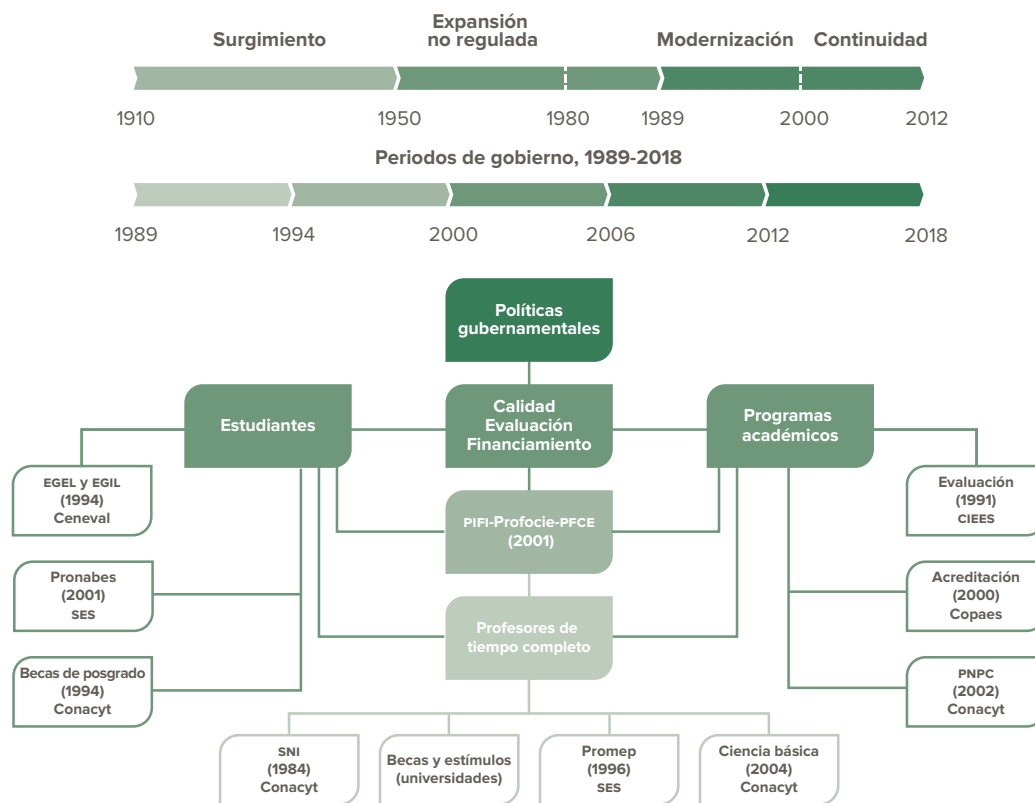 Surgimiento
Expansión
no regulada
Modernización
Continuidad
1910
1950
1980
1989
2000
2012
Periodos de gobierno, 1989-2018
1989
1994
2000
2006
2012
2018
Políticas
gubernamentales
Estudiantes
Calidad
Evaluación
Financiamiento
Programas
académicos
EGEL y EGIL
(1994)
Ceneval
PIFI-Profocie-PFCE
(2001)
Evaluación
(1991)
CIEES
Pronabes
(2001)
SES
Profesores de
tiempo completo
Acreditación
(2000)
Copaes
Becas de posgrado
(1994)
Conacyt
PNPC
(2002)
Conacyt
SNI
(1984)
Conacyt
Becas y estímulos
(universidades)
Promep
(1996)
SES
Ciencia básica
(2004)
Conacyt